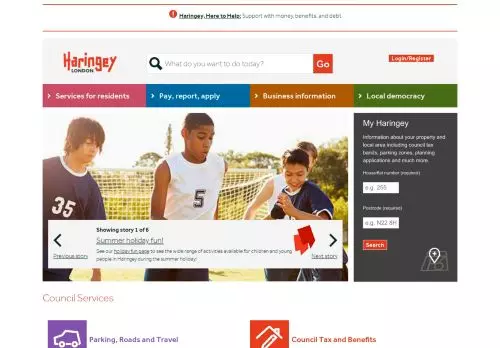 Haringey, Here to Help: Support with money, benefits, and debt.
Haringey
LONDON
What do you want to do today?
Go
Login/Register
Services for residents
Pay, report, apply
Business information
Local democracy
35
5
Showing story 1 of 6
Summer holiday fun!
See our holiday fun page to see the wide range of activities available for children and young
people in Haringey during the summer holiday!
Previous story
Next story
My Haringey
Information about your property and
local area including council tax
bands, parking zones, planning
applications and much more.
House/flat number (required)
e.g. 255
Postcode (required)
e.g. N22 8H
Search
Council Services
Parking, Roads and Travel
Council Tax and Benefits